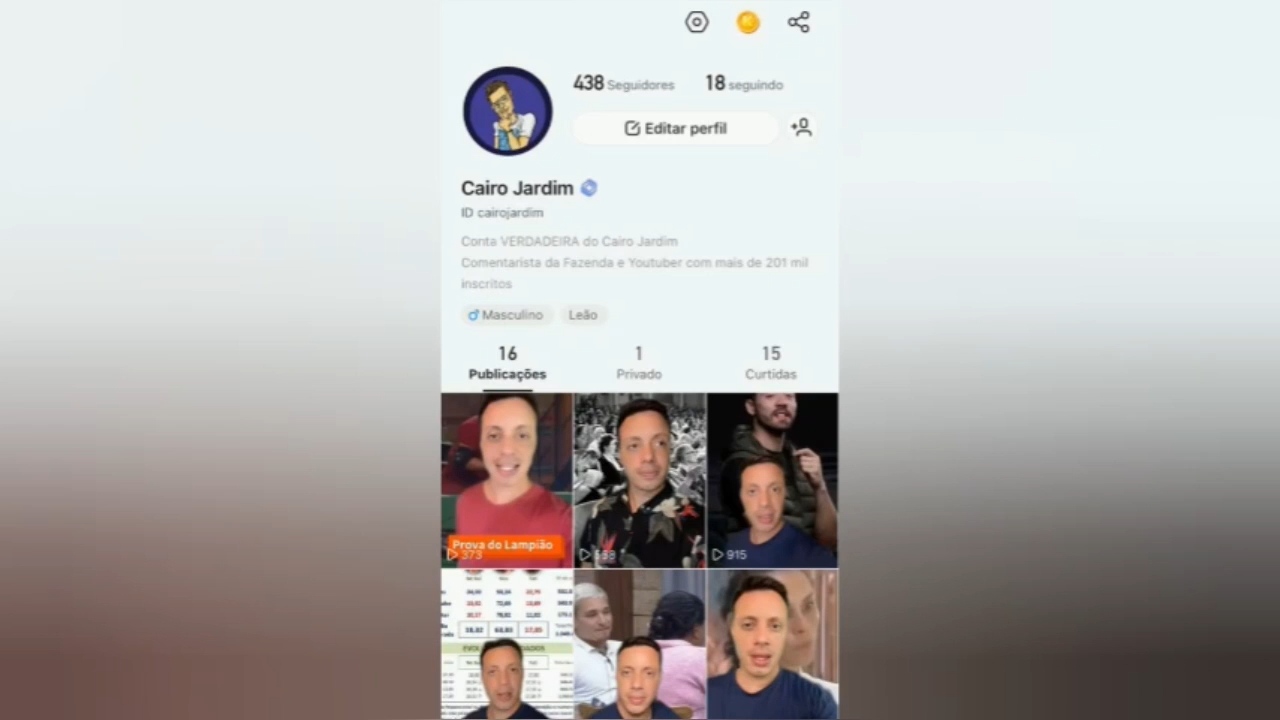 438 Seguidores 18 seguindo
Editar perfil
Cairo Jardim
ID cairojardim
Conta VERDADEIRA do Cairo Jardim
Comentarista da Fazenda e Youtuber com mais de 201 mil
inscritos
Masculino Leão
16 1 15
Publicações Privado Curtidas
Prova do Lampião
373 915